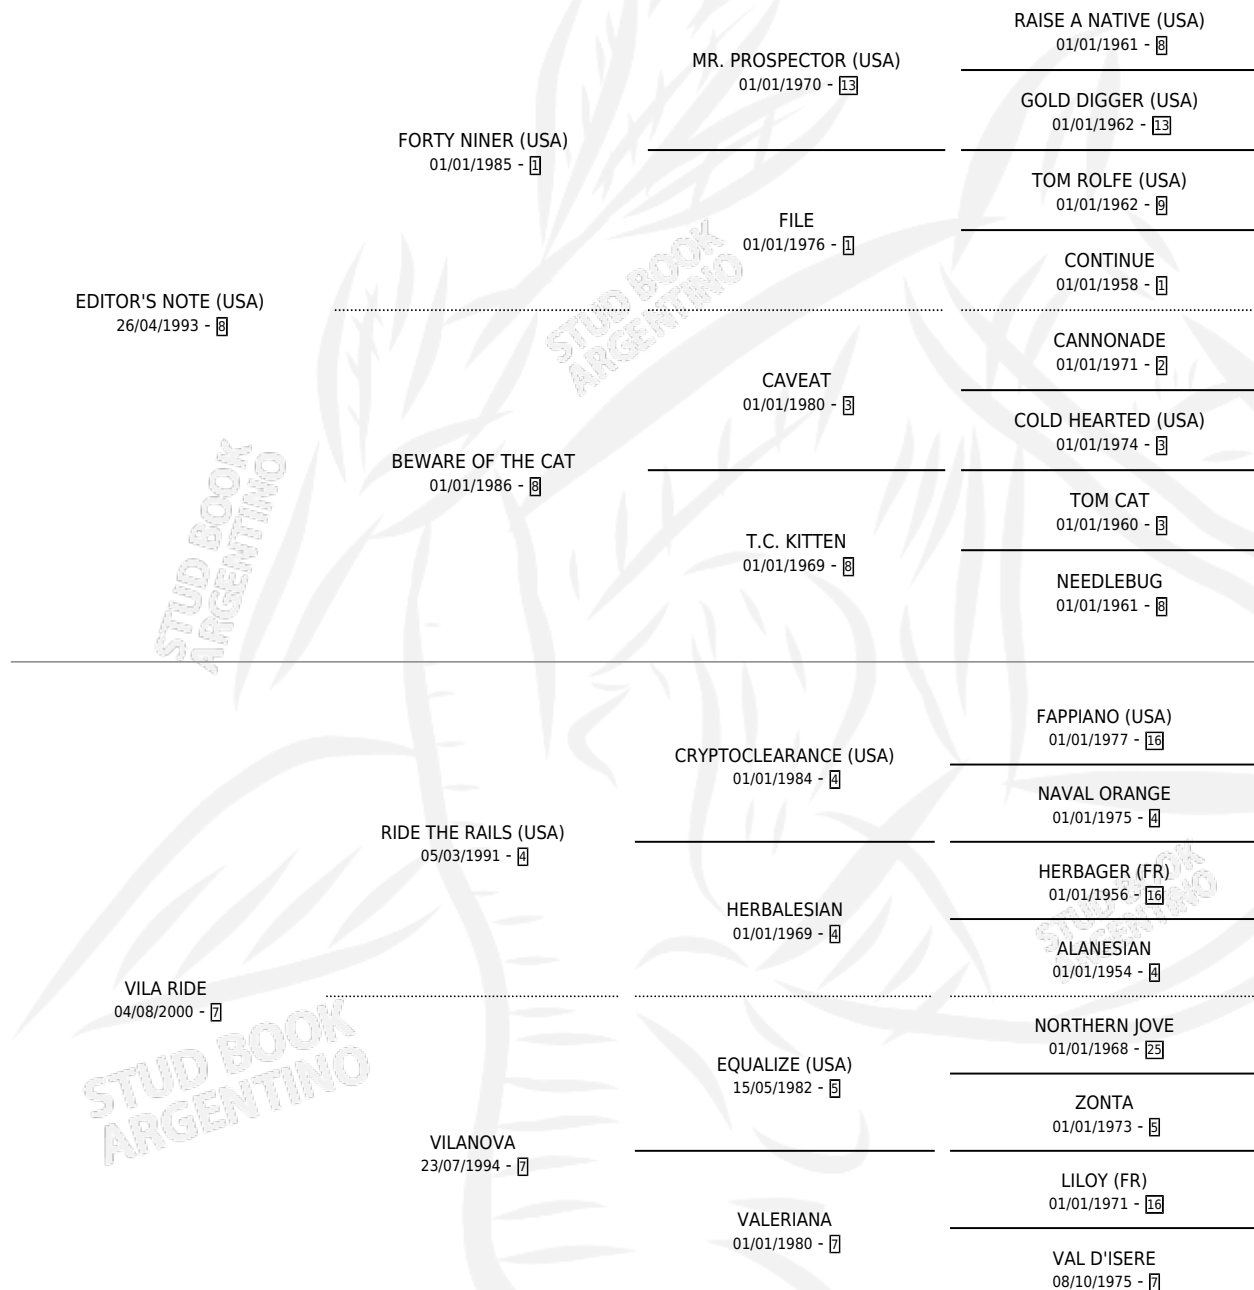 RAISE A NATIVE (USA)
01/01/1961 - 8
MR. PROSPECTOR (USA)
01/01/1970 - 13
GOLD DIGGER (USA)
01/01/1962 - 13
FORTY NINER (USA)
01/01/1985 - 1
TOM ROLFE (USA)
01/01/1962 - 9
FILE
01/01/1976 - 1
CONTINUE
01/01/1958 - 1
EDITOR'S NOTE (USA)
26/04/1993 - 8
CANNONADE
01/01/1971 - 2
CAVEAT
01/01/1980 - 3
COLD HEARTED (USA)
01/01/1974 - 3
BEWARE OF THE CAT
01/01/1986 - 8
TOM CAT
01/01/1960 - 3
T.C. KITTEN
01/01/1969 - 8
NEEDLEBUG
01/01/1961 - 8
STUD BOOK
ARGENTINO
STUD BOOK
ARGENTINO
FAPPIANO (USA)
01/01/1977 - 16
CRYPTOCLEARANCE (USA)
01/01/1984 - 4
NAVAL ORANGE
01/01/1975 - 4
RIDE THE RAILS (USA)
05/03/1991 - 4
HERBAGER (FR)
01/01/1956 - 16
HERBALESIAN
01/01/1969 - 4
ALANESIAN
01/01/1954 - 4
STUD BOOK
ARGENTINO
VILA RIDE
04/08/2000 - 7
NORTHERN JOVE
01/01/1968 - 25
EQUALIZE (USA)
15/05/1982 - 5
ZONTA
01/01/1973 - 5
STUD BOOK
ARGENTINO
VILANOVA
23/07/1994 - 7
LILOY (FR)
01/01/1971 - 16
VALERIANA
01/01/1980 - 7
VAL D'ISERE
08/10/1975 - 7